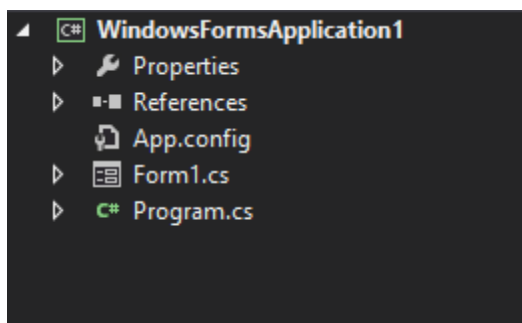 C# WindowsFormsApplication1
Properties
References
App.config
Form1.cs
C# Program.cs